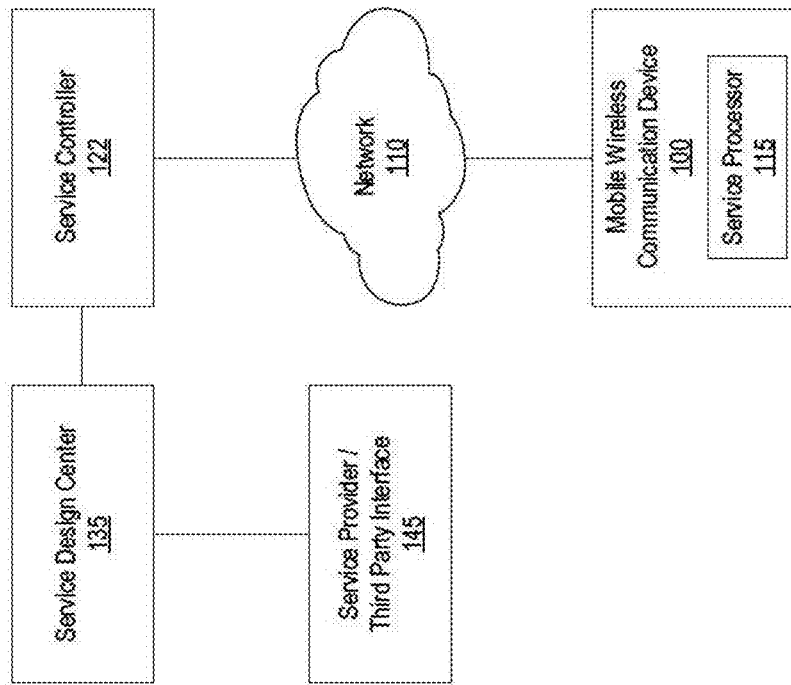 Service Design Center
135
Service Controller
122
Service Provider /
Third Party Interface
145
Network
110
Mobile Wireless
Communication Device
100
Service Processor
115